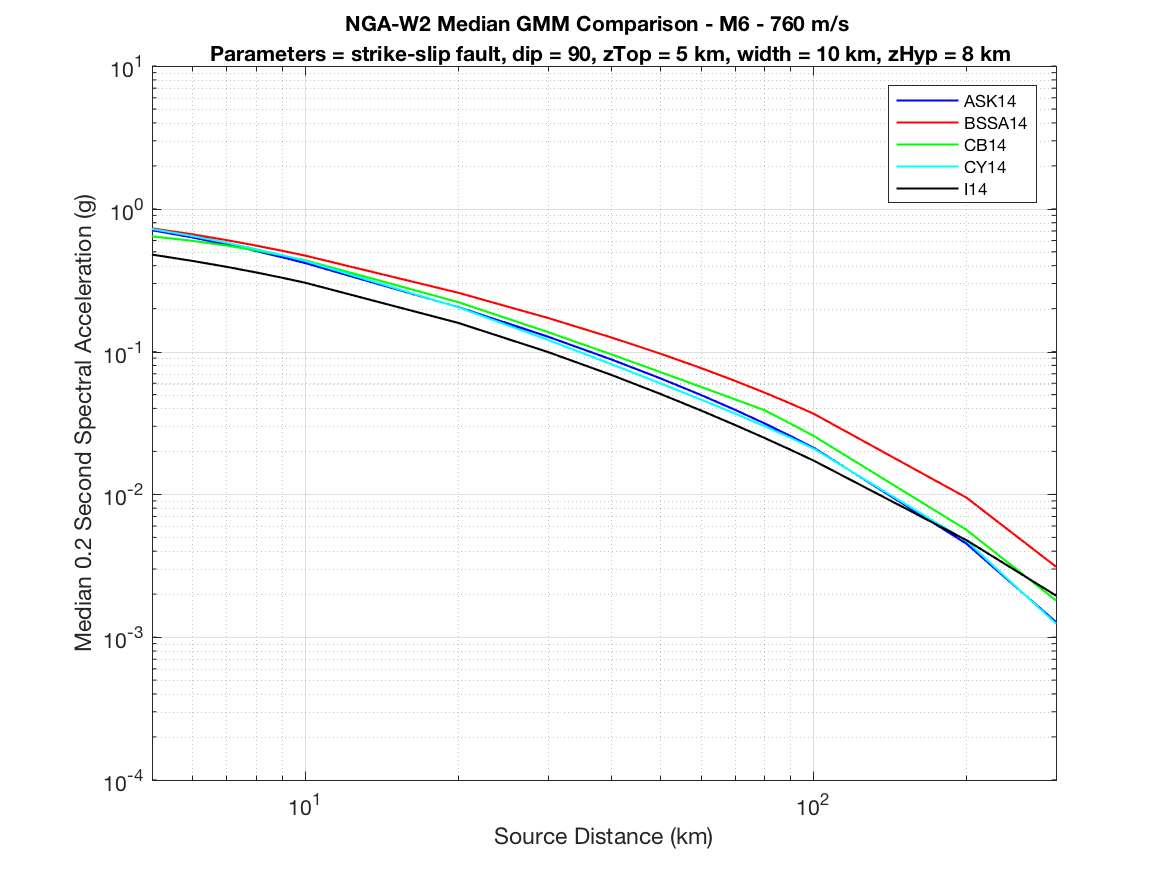 NGA-W2 Median GMM Comparison - M6 - 760 m/s
Parameters = strike-slip fault, dip = 90, zTop = 5 km, width = 10 km, zHyp = 8 km
10^1
10^0
10^-1
10^-2
10^-3
10^-4
Median 0.2 Second Spectral Acceleration (g)
ASK14
BSSA14
CB14
CY14
I14
10^1
10^2
Source Distance (km)